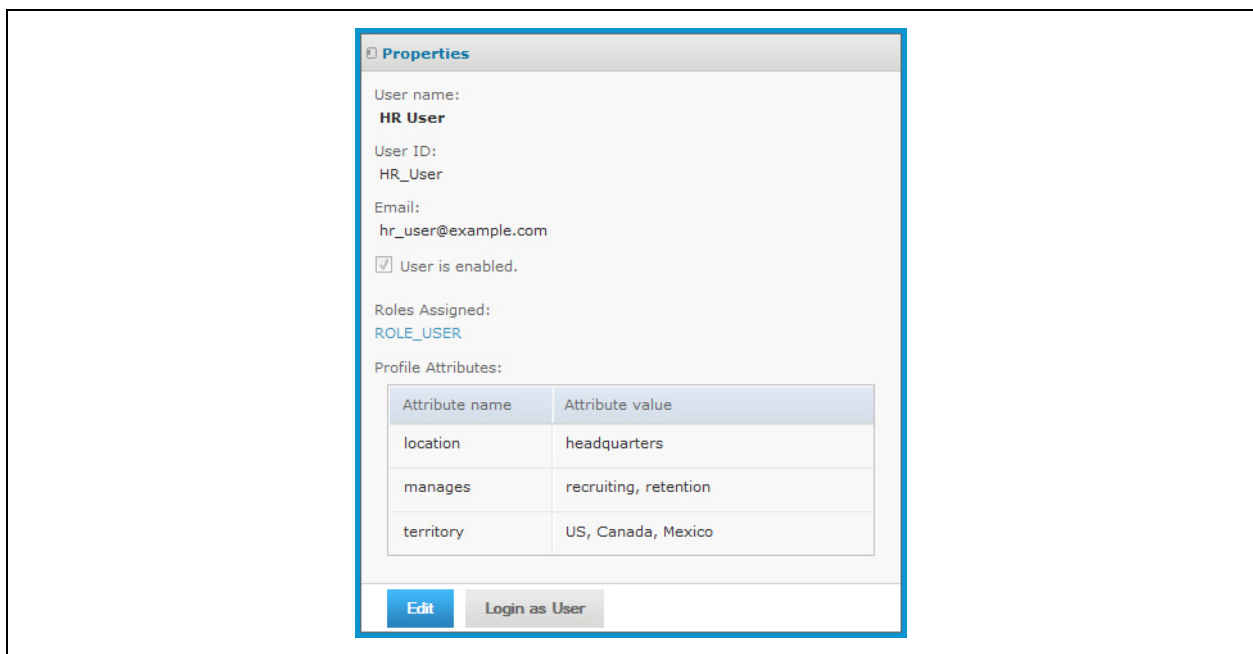 Properties
User name:
HR User
User ID:
HR_User
Email:
hr_user@example.com
User is enabled.
Roles Assigned:
ROLE_USER
Profile Attributes:
Attribute name Attribute value
location headquarters
manages recruiting, retention
territory US, Canada, Mexico
Edit Login as User